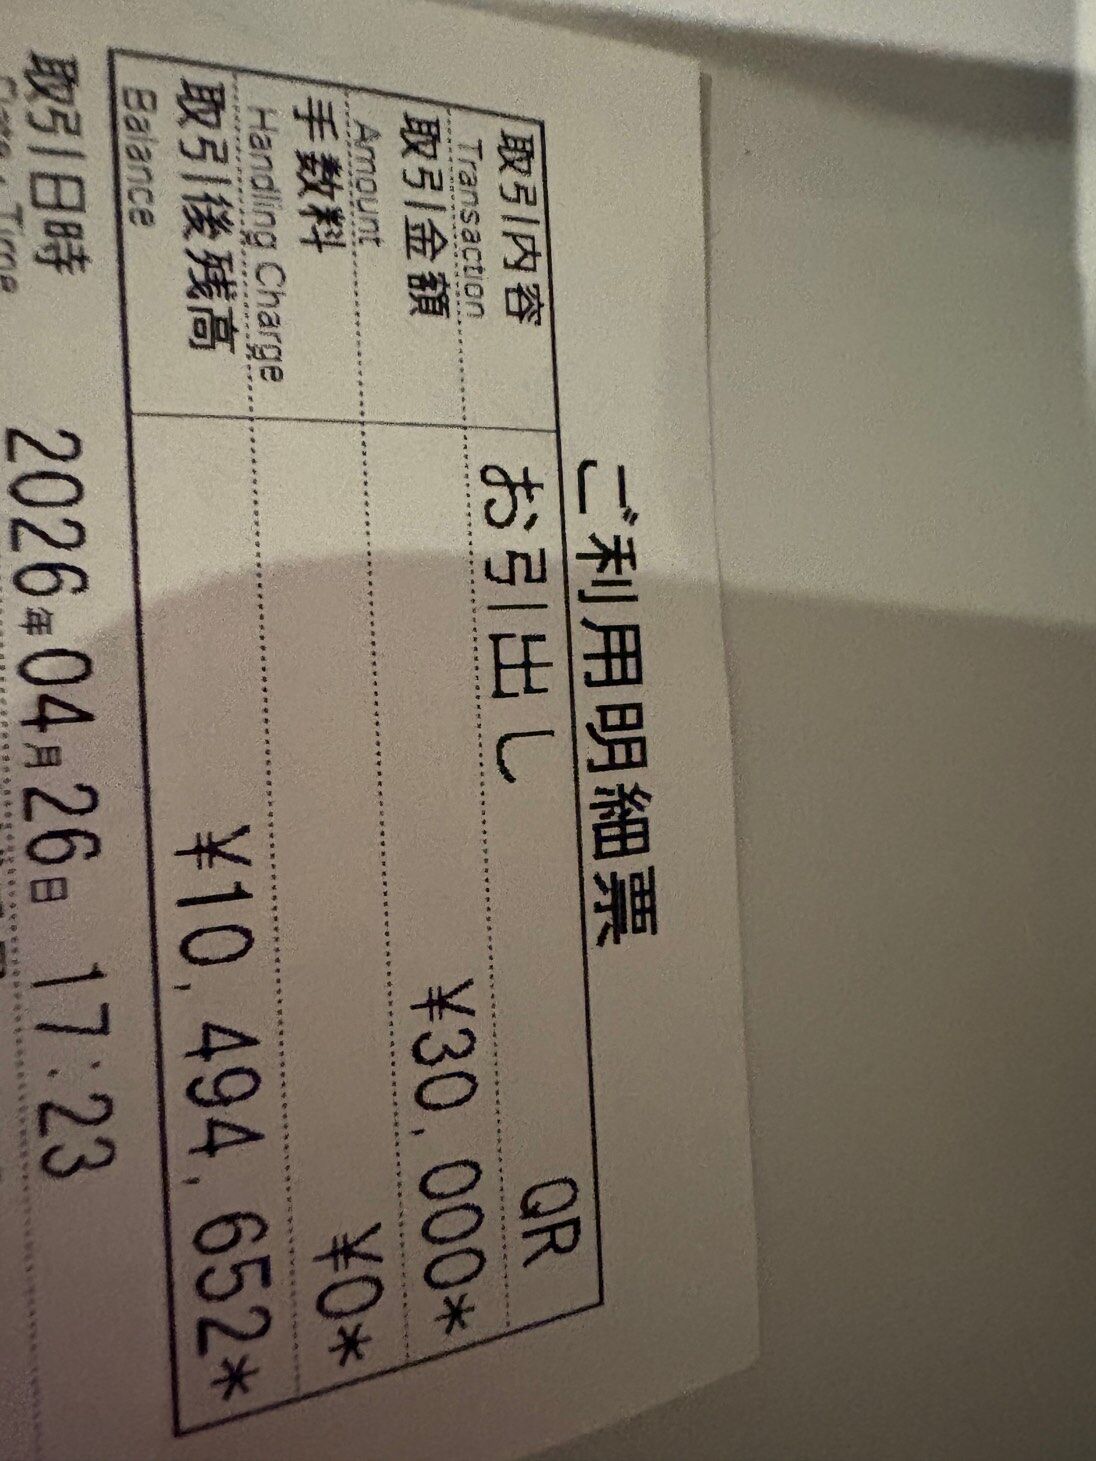 ご利用明細票
取引内容 お引出し QR
Transaction
取引金額 ¥30,000*
Amount
手数料 ¥0*
Handling Charge
取引後残高 ¥10,494,652*
Balance
取引日時 2026年04月26日 17:23